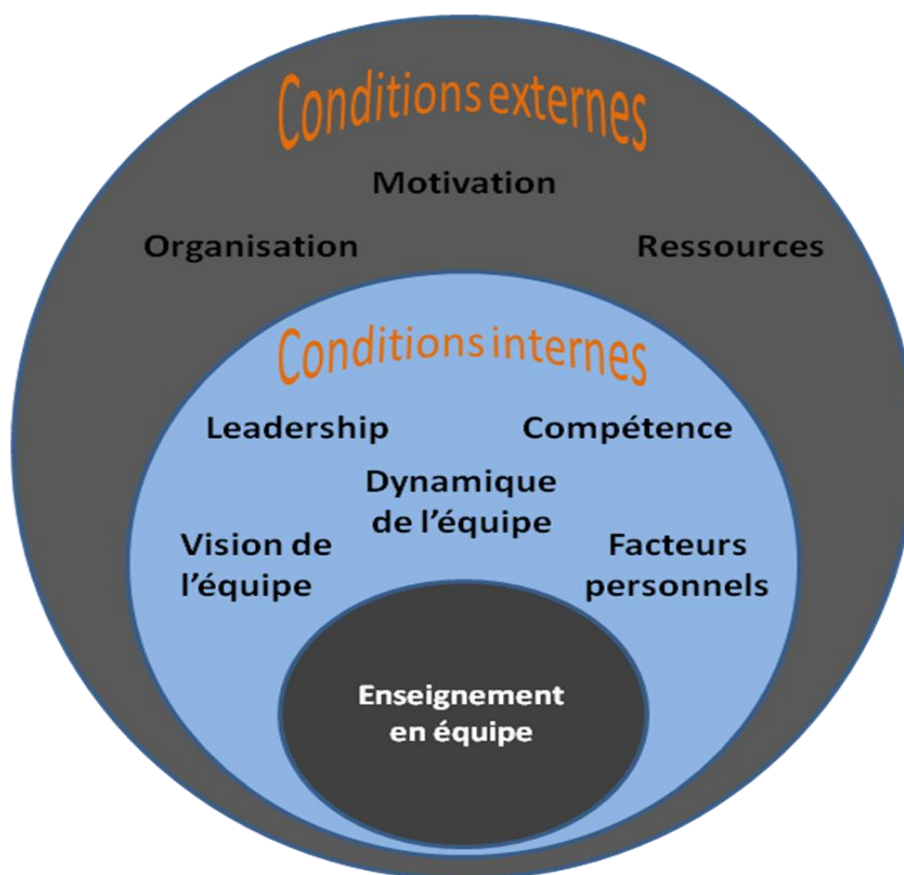 Conditions externes
Motivation
Organisation
Ressources
Conditions internes
Leadership
Compétence
Dynamique
de l'équipe
Vision de
l'équipe
Facteurs
personnels
Enseignement
en équipe